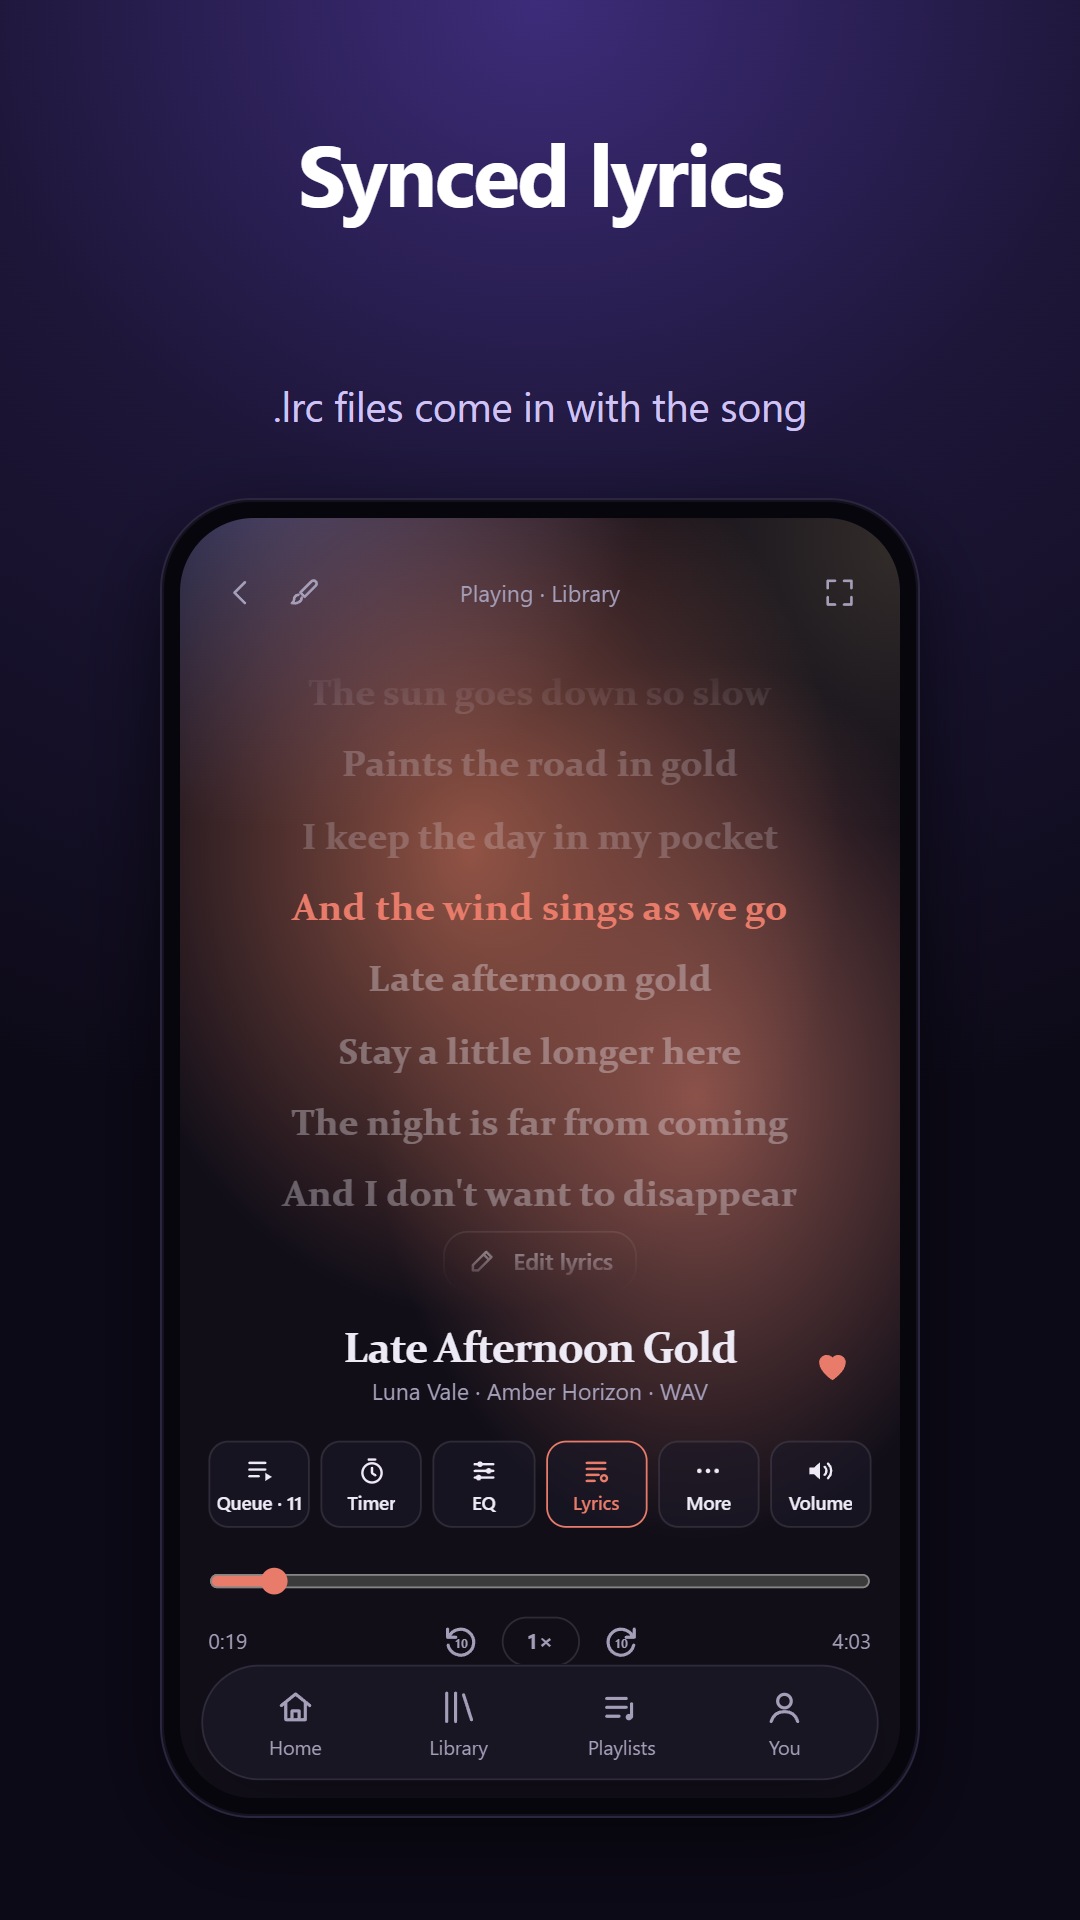 Synced lyrics
.lrc files come in with the song
Playing · Library
The sun goes down so slow
Paints the road in gold
I keep the day in my pocket
And the wind sings as we go
Late afternoon gold
Stay a little longer here
The night is far from coming
And I don't want to disappear
Edit lyrics
Late Afternoon Gold
Luna Vale · Amber Horizon · WAV
Queue · 11 Timer EQ Lyrics More Volume
0:19 10 1× 10 4:03
Home Library Playlists You